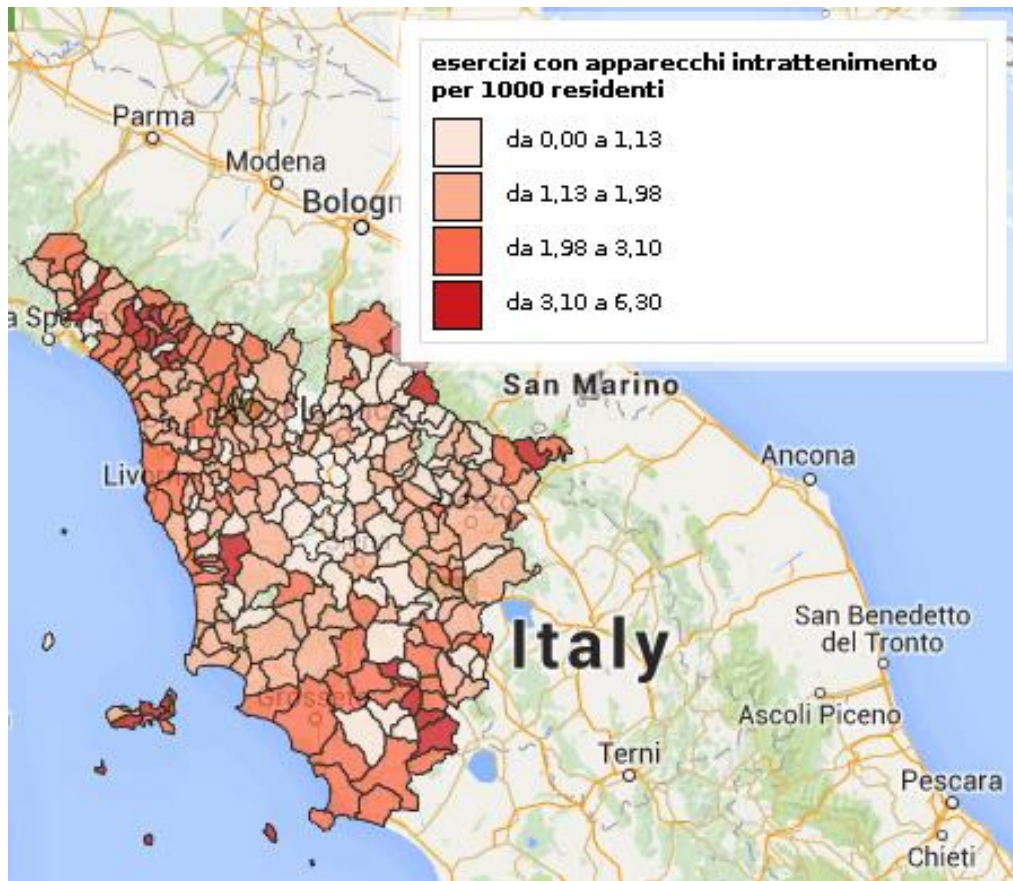 esercizi con apparecchi intrattenimento
per 1000 residenti
da 0,00 a 1,13
da 1,13 a 1,98
da 1,98 a 3,10
da 3,10 a 6,30
Parma
Modena
Bologn
San Marino
Ancona
Italy
San Benedetto
del Tronto
Ascoli Piceno
Terni
Pescara
Chieti
Grosseto